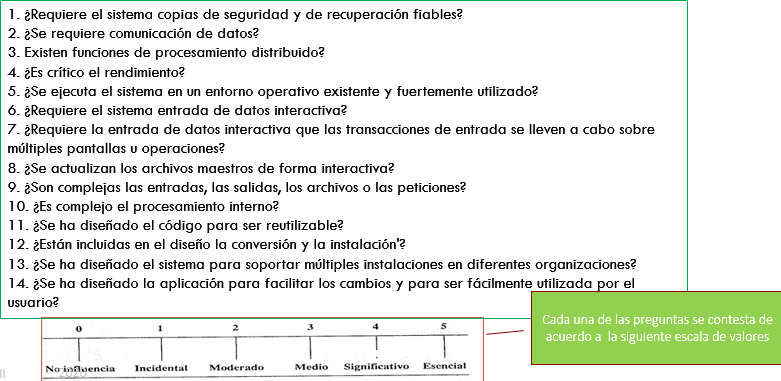 1. ¿Requiere el sistema copias de seguridad y de recuperación fiables?
2. ¿Se requiere comunicación de datos?
3. Existen funciones de procesamiento distribuido?
4. ¿Es crítico el rendimiento?
5. ¿Se ejecuta el sistema en un entorno operativo existente y fuertemente utilizado?
6. ¿Requiere el sistema entrada de datos interactiva?
7. ¿Requiere la entrada de datos interactiva que las transacciones de entrada se lleven a cabo sobre
múltiples pantallas u operaciones?
8. ¿Se actualizan los archivos maestros de forma interactiva?
9. ¿Son complejas las entradas, las salidas, los archivos o las peticiones?
10. ¿Es complejo el procesamiento interno?
11. ¿Se ha diseñado el código para ser reutilizable?
12. ¿Están incluidas en el diseño la conversión y la instalación'?
13. ¿Se ha diseñado el sistema para soportar múltiples instalaciones en diferentes organizaciones?
14. ¿Se ha diseñado la aplicación para facilitar los cambios y para ser fácilmente utilizada por el
usuario?
Cada una de las preguntas se contesta de
acuerdo a la siguiente escala de valores
0 1 2 3 4 5
No influencia Incidental Moderado Medio Significativo Esencial
2020